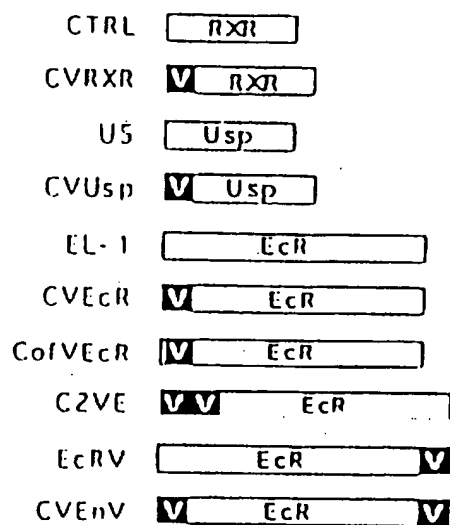 CTRL RXR
CVRXR V RXR
US Usp
CVUsp V Usp
EL-1 EcR
CVEcR V EcR
CofVEcR V EcR
C2VE V V EcR
EcRV EcR V
CVEnV V EcR V